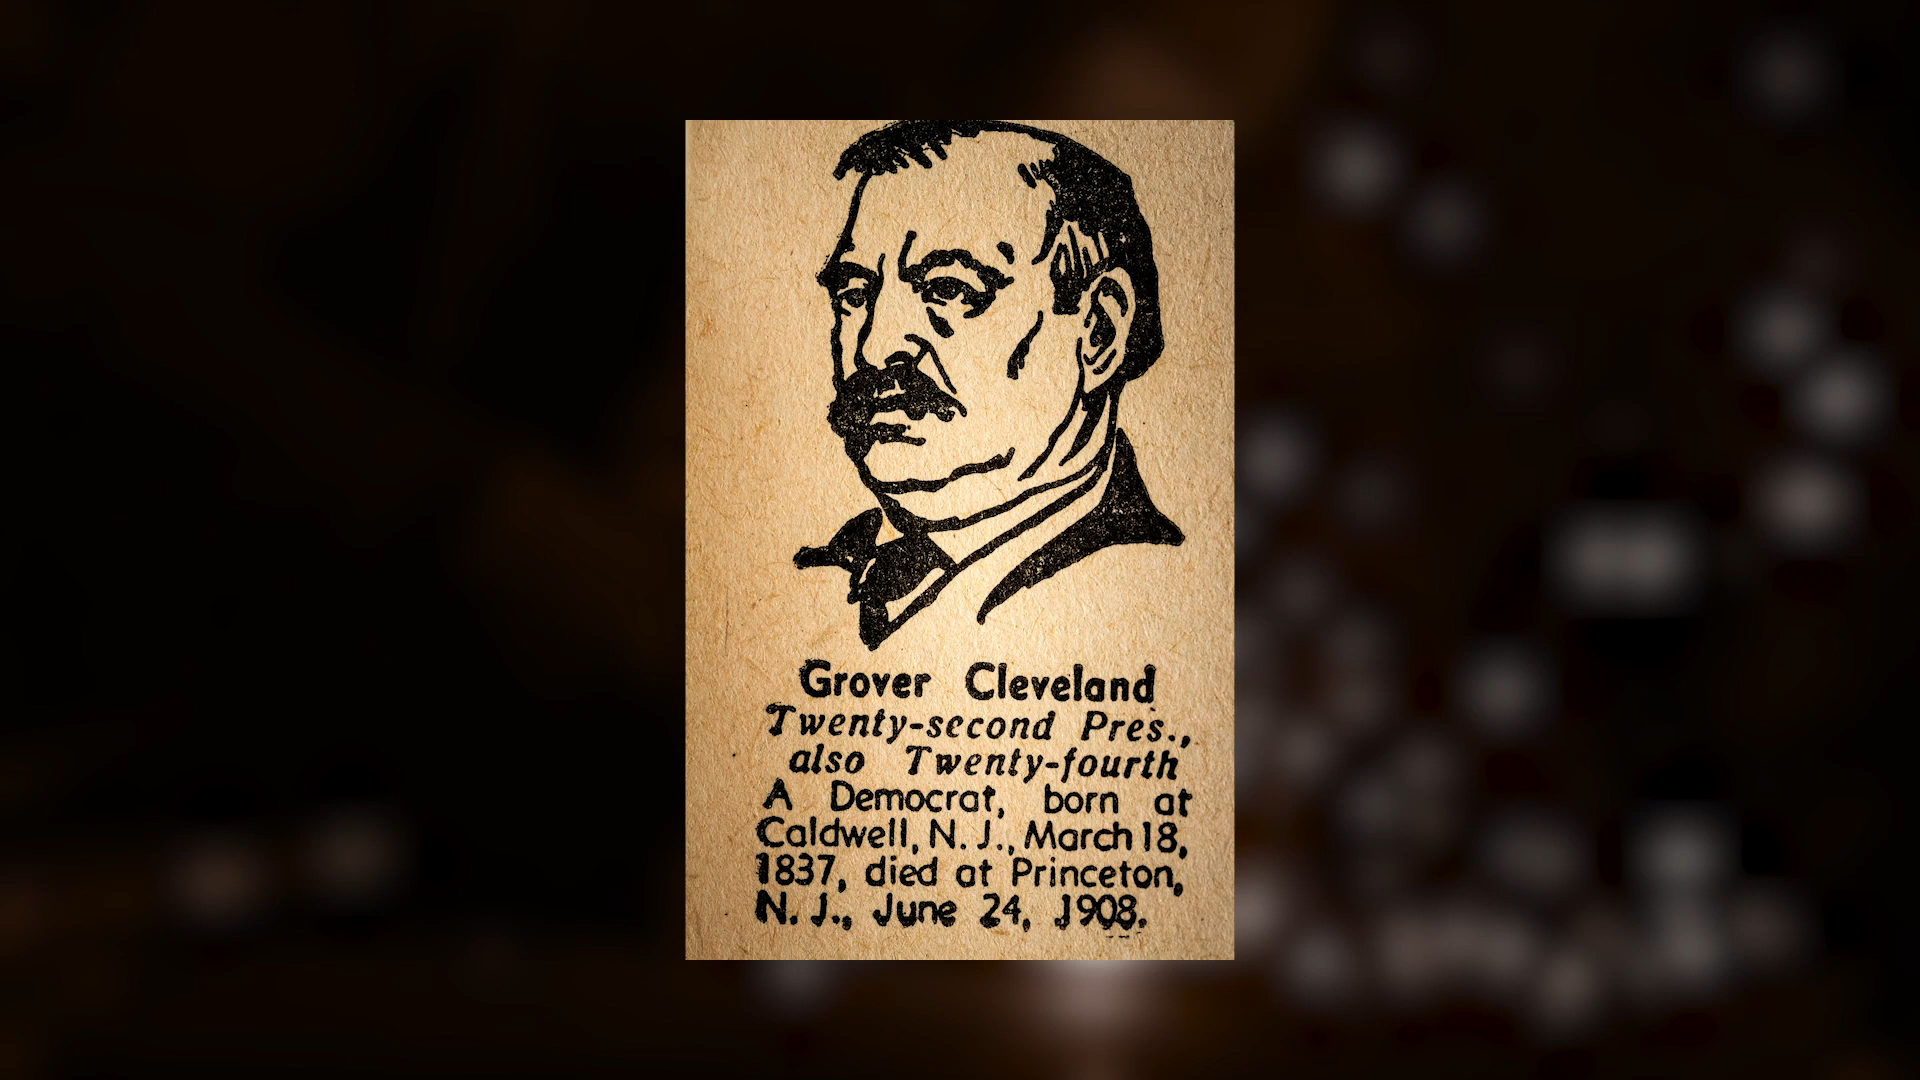 Grover Cleveland
Twenty-second Pres.,
also Twenty-fourth
A Democrat, born at
Caldwell, N. J., March 18,
1837, died at Princeton,
N. J., June 24, 1908.